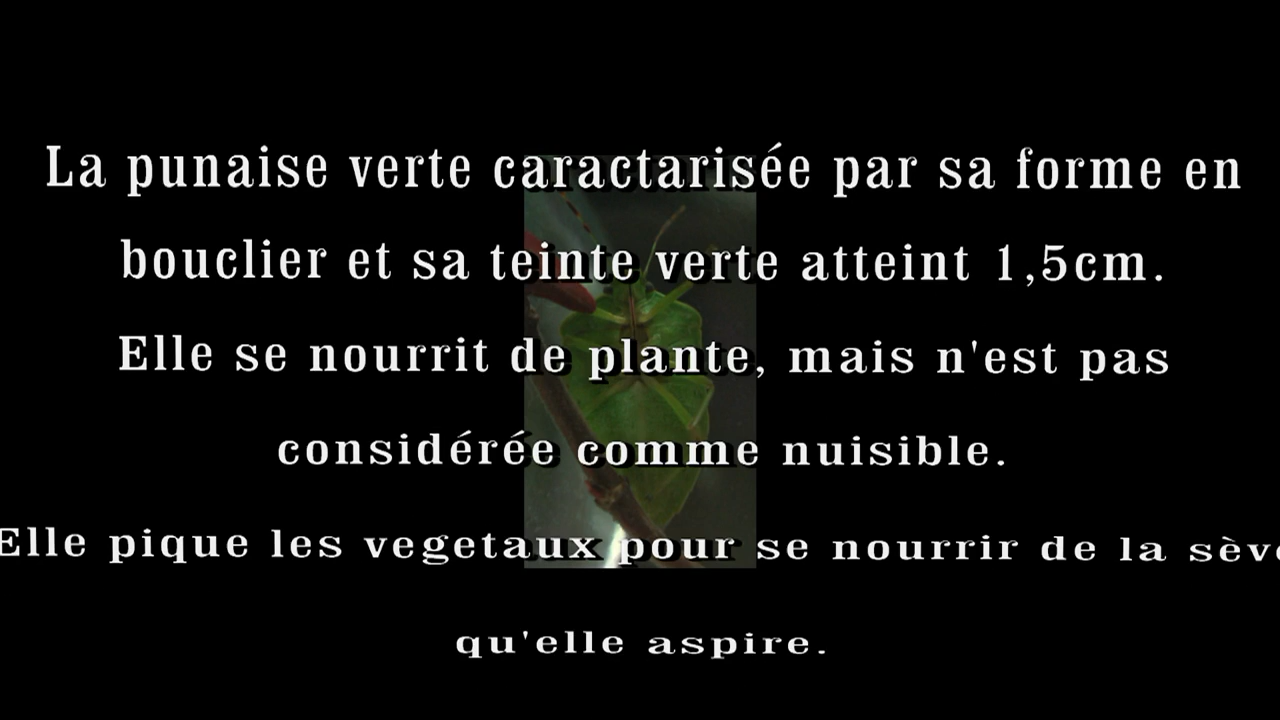 La punaise verte caractarisée par sa forme en
bouclier et sa teinte verte atteint 1,5cm.
Elle se nourrit de plante, mais n'est pas
considérée comme nuisible.
Elle pique les vegetaux pour se nourrir de la sève
qu'elle aspire.